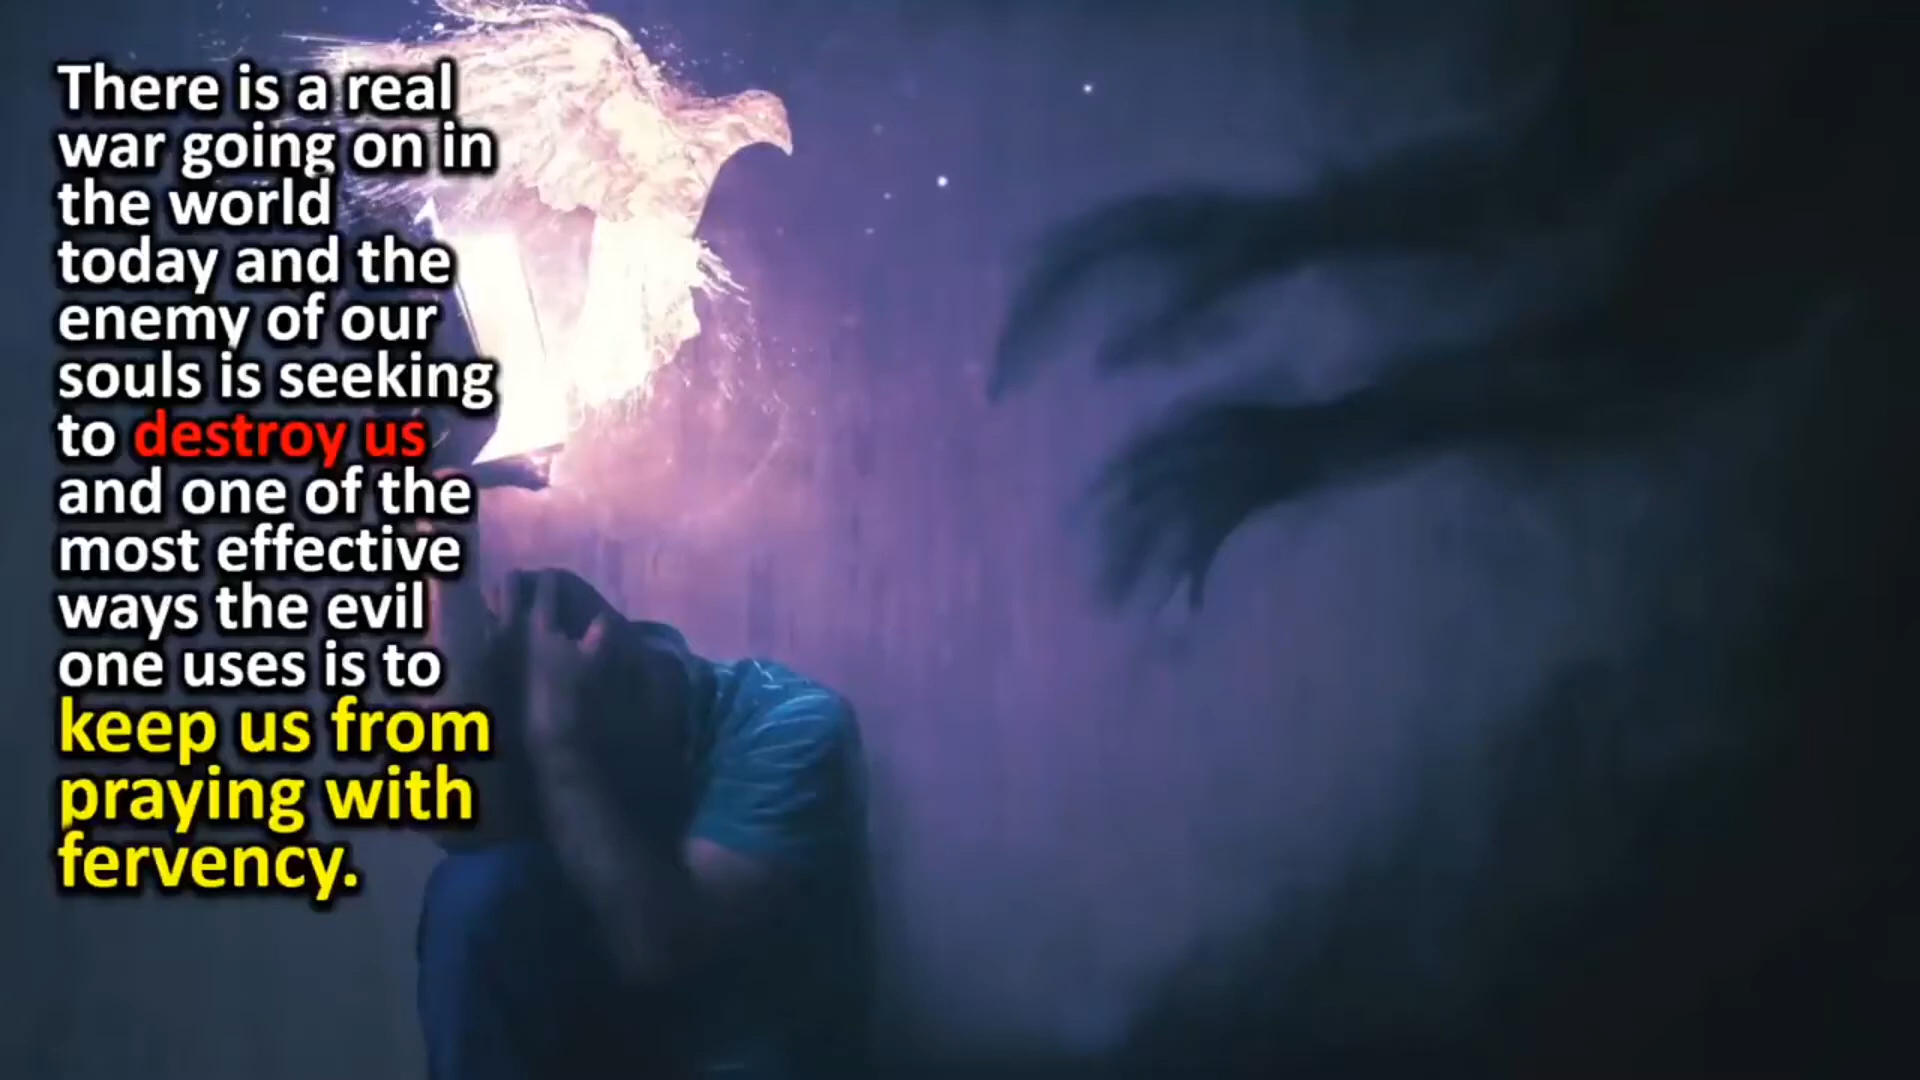 There is a real
war going on in
the world
today and the
enemy of our
souls is seeking
to destroy us
and one of the
most effective
ways the evil
one uses is to
keep us from
praying with
fervency.